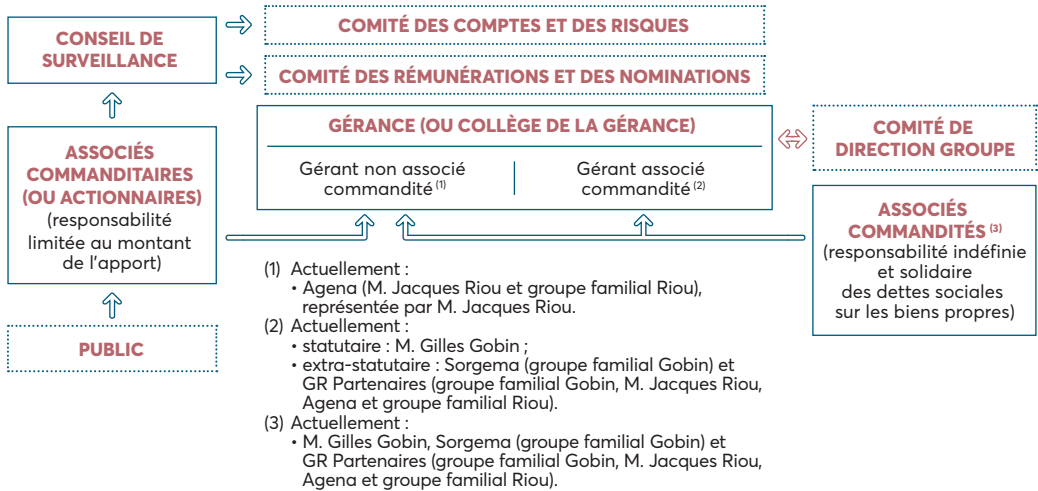 CONSEIL DE
SURVEILLANCE
COMITÉ DES COMPTES ET DES RISQUES
COMITÉ DES RÉMUNÉRATIONS ET DES NOMINATIONS
ASSOCIÉS
COMMANDITAIRES
(OU ACTIONNAIRES)
(responsabilité
limitée au montant
de l'apport)
PUBLIC
GÉRANCE (OU COLLÈGE DE LA GÉRANCE)
Gérant non associé
commandité (1)
Gérant associé
commandité (2)
COMITÉ DE
DIRECTION GROUPE
ASSOCIÉS
COMMANDITÉS (3)
(responsabilité indéfinie
et solidaire
des dettes sociales
sur les biens propres)
(1) Actuellement :
• Agena (M. Jacques Riou et groupe familial Riou),
représentée par M. Jacques Riou.
(2) Actuellement :
• statutaire : M. Gilles Gobin ;
• extra-statutaire : Sorgema (groupe familial Gobin) et
GR Partenaires (groupe familial Gobin, M. Jacques Riou,
Agena et groupe familial Riou).
(3) Actuellement :
• M. Gilles Gobin, Sorgema (groupe familial Gobin) et
GR Partenaires (groupe familial Gobin, M. Jacques Riou,
Agena et groupe familial Riou).